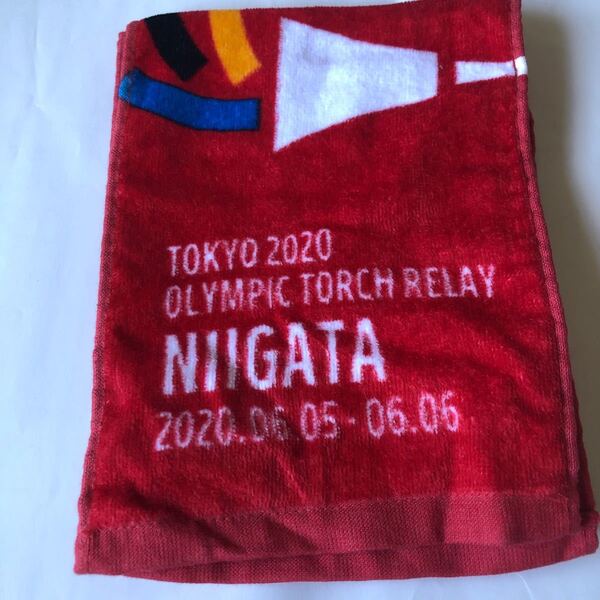 TOKYO 2020
OLYMPIC TORCH RELAY
NIIGATA
2020.06.05-06.06